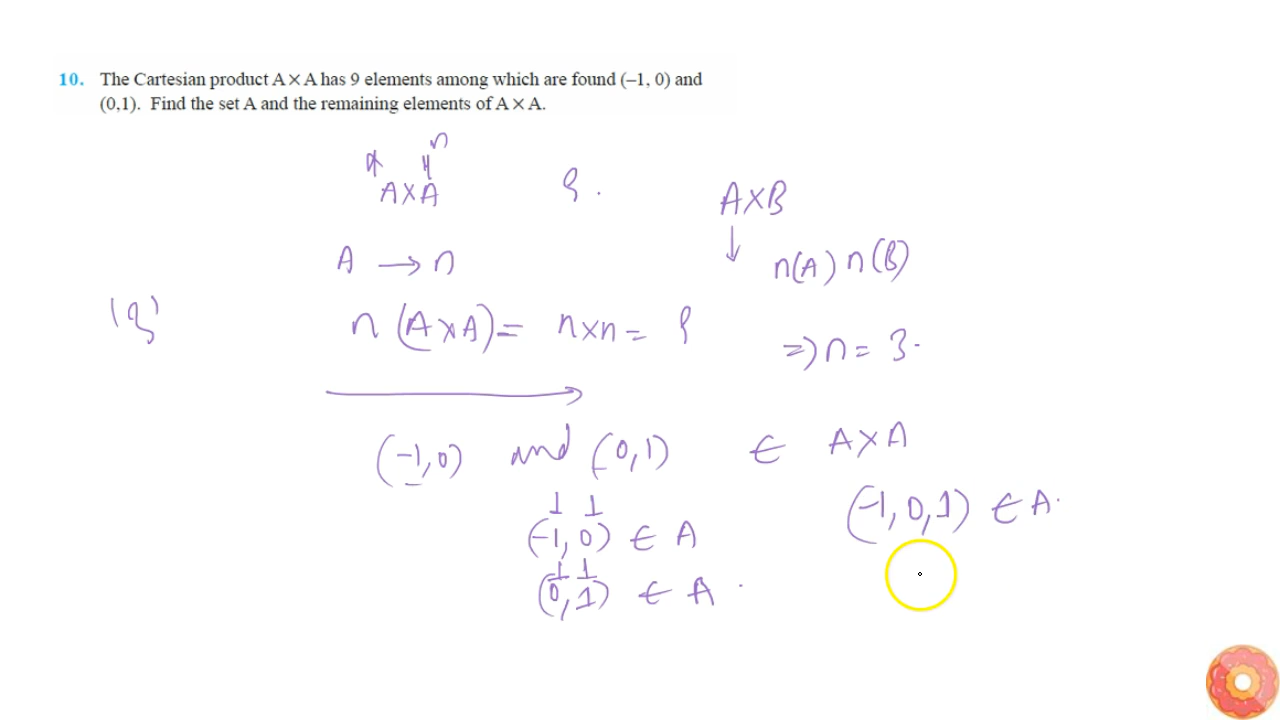 10. The Cartesian product A × A has 9 elements among which are found (–1, 0) and
(0,1). Find the set A and the remaining elements of A × A.
n
A×A 9.
A×B
A → n
n(A) n(B)
n (A×A) = n×n = 9
⇒ n = 3.
(-1,0) and (0,1) ∈ A×A
(-1,0) ∈ A
(-1,0,1) ∈ A.
(0,1) ∈ A